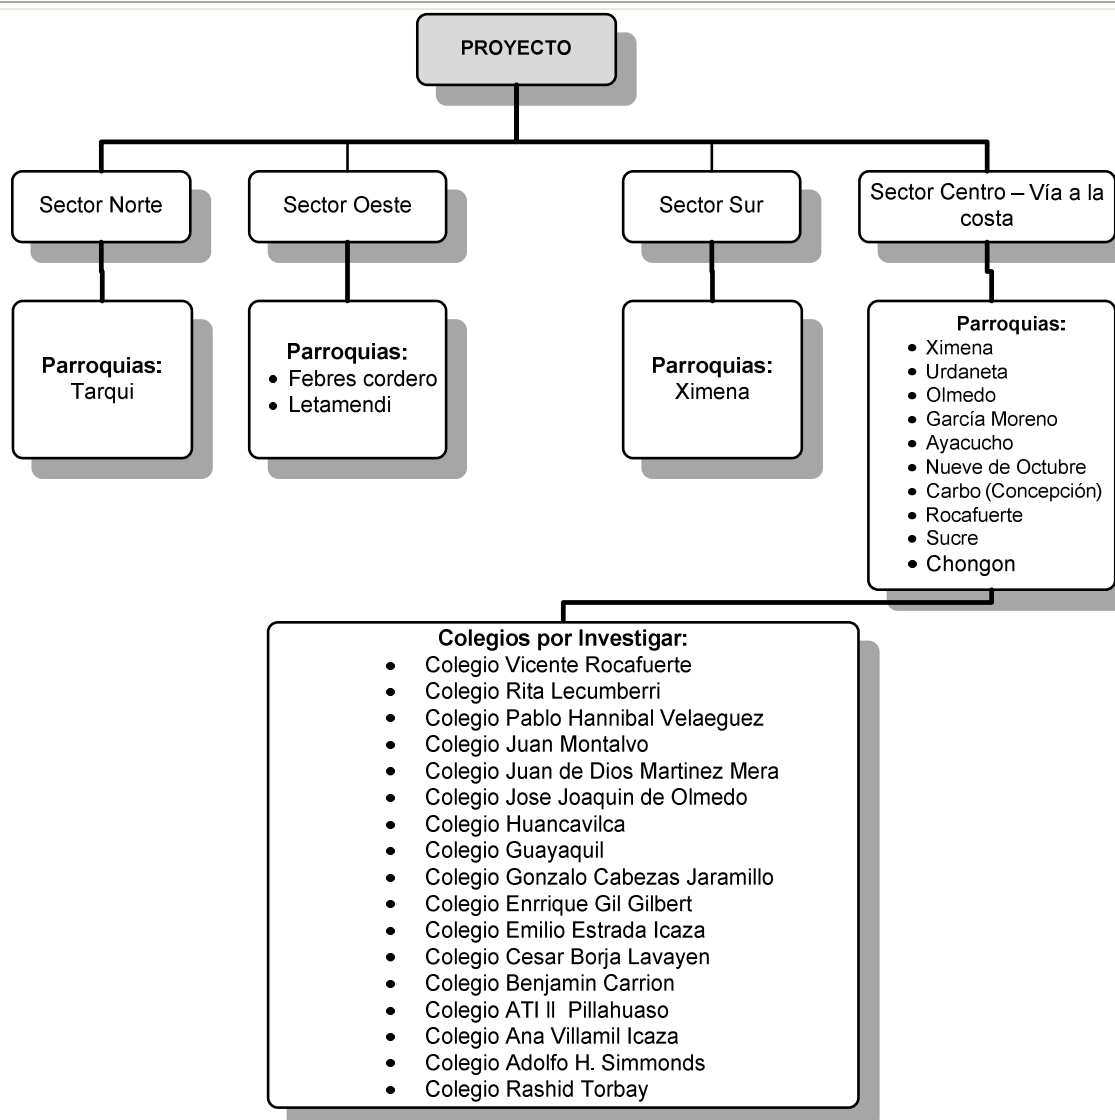 PROYECTO
Sector Norte
Sector Oeste
Sector Sur
Sector Centro – Vía a la
costa
Parroquias:
Tarqui
Parroquias:
• Febres cordero
• Letamendi
Parroquias:
Ximena
Parroquias:
• Ximena
• Urdaneta
• Olmedo
• García Moreno
• Ayacucho
• Nueve de Octubre
• Carbo (Concepción)
• Rocafuerte
• Sucre
• Chongon
Colegios por Investigar:
• Colegio Vicente Rocafuerte
• Colegio Rita Lecumberri
• Colegio Pablo Hannibal Velaeguez
• Colegio Juan Montalvo
• Colegio Juan de Dios Martinez Mera
• Colegio Jose Joaquin de Olmedo
• Colegio Huancavilca
• Colegio Guayaquil
• Colegio Gonzalo Cabezas Jaramillo
• Colegio Enrrique Gil Gilbert
• Colegio Emilio Estrada Icaza
• Colegio Cesar Borja Lavayen
• Colegio Benjamin Carrion
• Colegio ATI ll Pillahuaso
• Colegio Ana Villamil Icaza
• Colegio Adolfo H. Simmonds
• Colegio Rashid Torbay